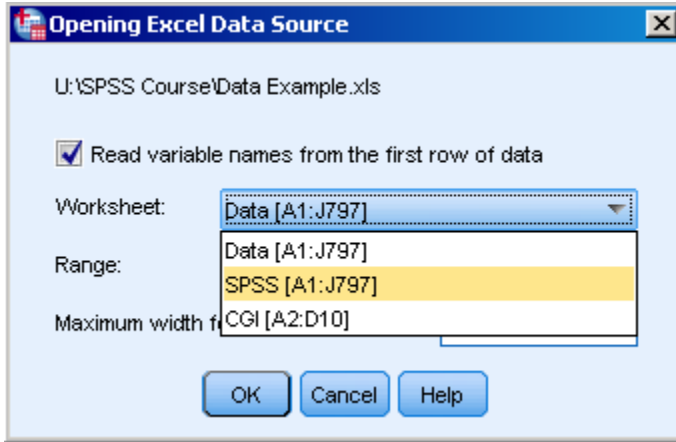 Opening Excel Data Source
U:\SPSS Course\Data Example.xls
Read variable names from the first row of data
Worksheet: Data [A1:J797]
Data [A1:J797]
Range:
SPSS [A1:J797]
Maximum width f
CGI [A2:D10]
OK Cancel Help